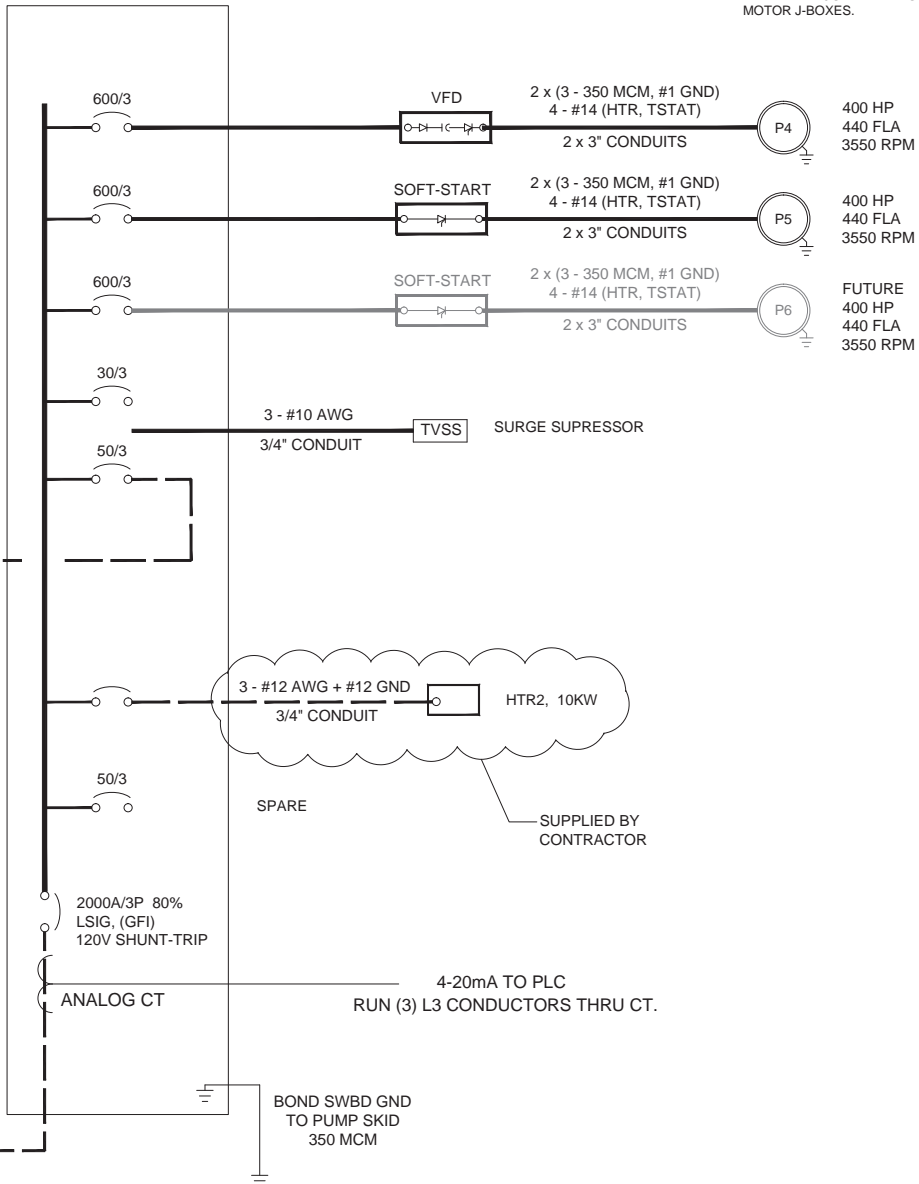 MOTOR J-BOXES.
600/3
VFD
2 x (3 - 350 MCM, #1 GND)
4 - #14 (HTR, TSTAT)
2 x 3" CONDUITS
P4
400 HP
440 FLA
3550 RPM
600/3
SOFT-START
2 x (3 - 350 MCM, #1 GND)
4 - #14 (HTR, TSTAT)
2 x 3" CONDUITS
P5
400 HP
440 FLA
3550 RPM
600/3
SOFT-START
2 x (3 - 350 MCM, #1 GND)
4 - #14 (HTR, TSTAT)
2 x 3" CONDUITS
P6
FUTURE
400 HP
440 FLA
3550 RPM
30/3
3 - #10 AWG
3/4" CONDUIT
TVSS
SURGE SUPRESSOR
50/3
3 - #12 AWG + #12 GND
3/4" CONDUIT
HTR2, 10KW
50/3
SPARE
SUPPLIED BY
CONTRACTOR
2000A/3P 80%
LSIG, (GFI)
120V SHUNT-TRIP
ANALOG CT
4-20mA TO PLC
RUN (3) L3 CONDUCTORS THRU CT.
BOND SWBD GND
TO PUMP SKID
350 MCM